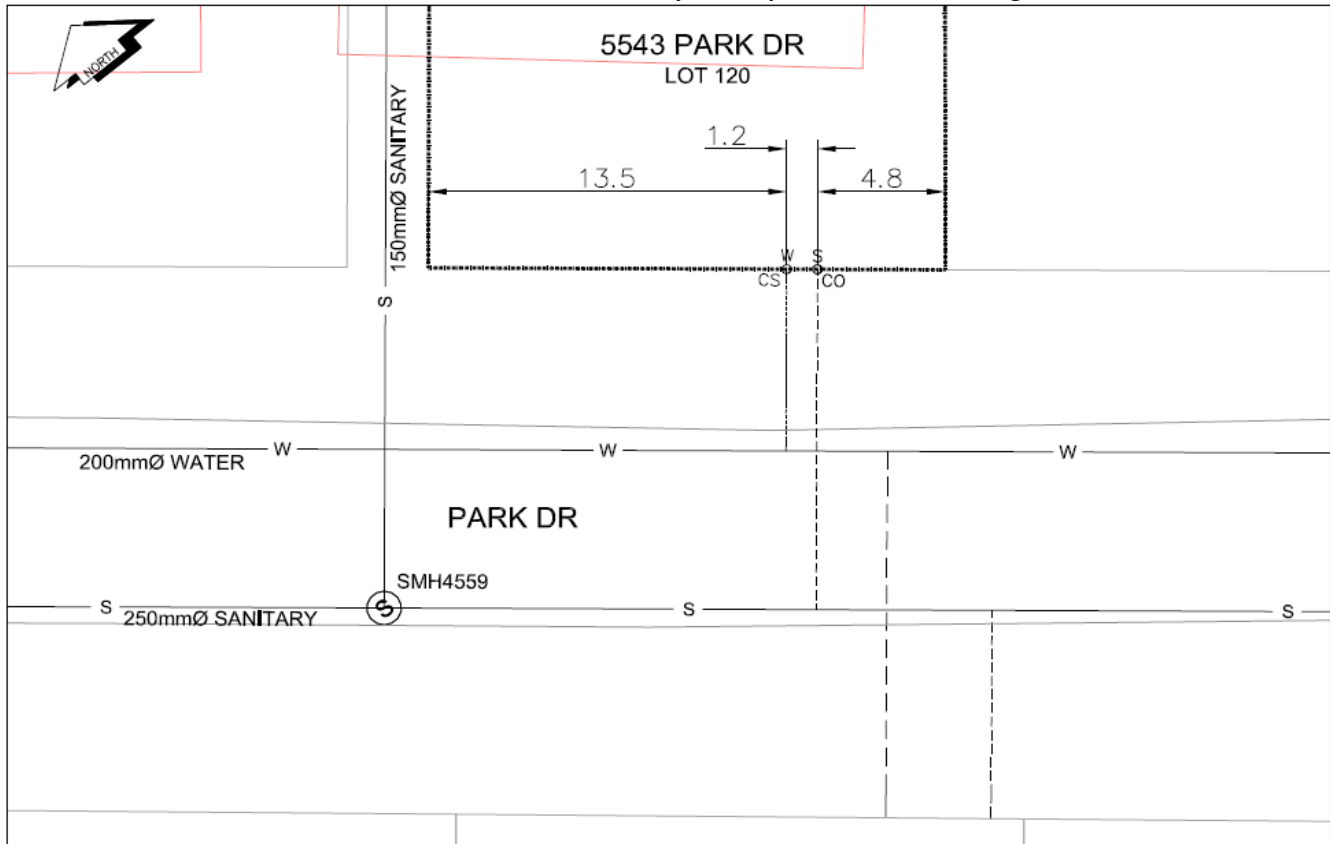 NORTH
5543 PARK DR
LOT 120
150mmØ SANITARY
1.2
13.5
4.8
W S
CS CO
S
W W W
200mmØ WATER
PARK DR
SMH4559
S S S S
250mmØ SANITARY